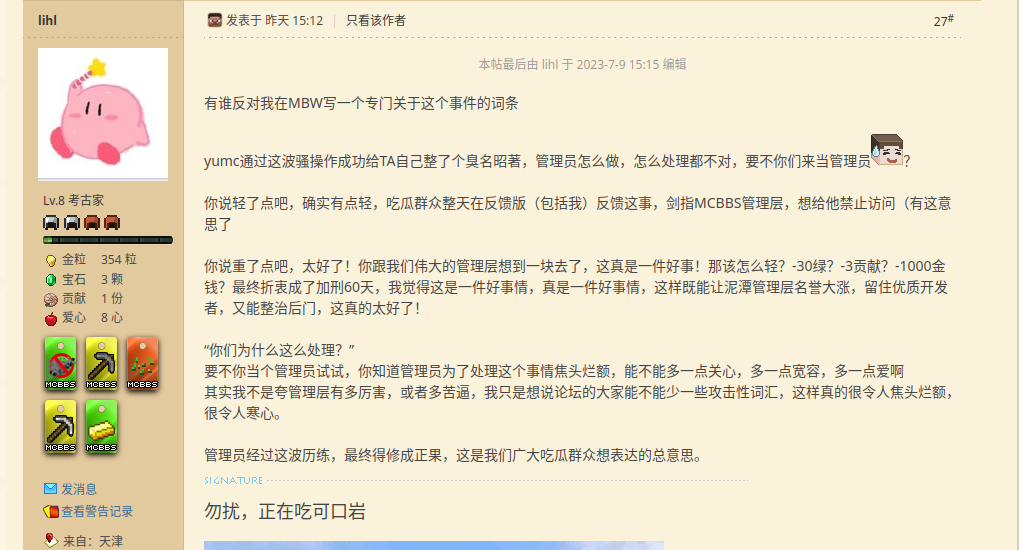 lihl
发表于 昨天 15:12 | 只看该作者
27#
本帖最后由 lihl 于 2023-7-9 15:15 编辑
有谁反对我在MBW写一个专门关于这个事件的词条
yumc通过这波骚操作成功给TA自己整了个臭名昭著，管理员怎么做，怎么处理都不对，要不你们来当管理员？
你说轻了点吧，确实有点轻，吃瓜群众整天在反馈版（包括我）反馈这事，剑指MCBBS管理层，想给他禁止访问（有这意
思了
你说重了点吧，太好了！你跟我们伟大的管理层想到一块去了，这真是一件好事！那该怎么轻？-30绿？-3贡献？-1000金
钱？最终折衷成了加刑60天，我觉得这是一件好事情，真是一件好事情，这样既能让泥潭管理层名誉大涨，留住优质开发
者，又能整治后门，这真的太好了！
“你们为什么这么处理？”
要不你当个管理员试试，你知道管理员为了处理这个事情焦头烂额，能不能多一点关心，多一点宽容，多一点爱啊
其实我不是夸管理层有多厉害，或者多苦逼，我只是想说论坛的大家能不能少一些攻击性词汇，这样真的很令人焦头烂额，
很令人寒心。
管理员经过这波历练，最终得修成正果，这是我们广大吃瓜群众想表达的总意思。
SIGNATURE
勿扰，正在吃可口岩
Lv.8 考古家
金粒 354 粒
宝石 3 颗
贡献 1 份
爱心 8 心
MCBBS
MCBBS
MCBBS
MCBBS
MCBBS
发消息
查看警告记录
来自：天津